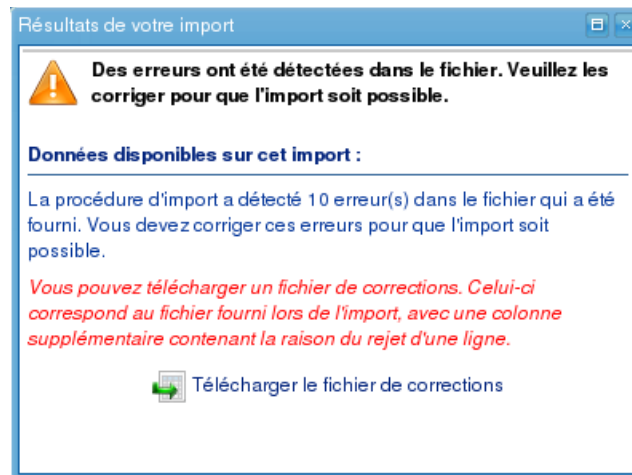 Résultats de votre import
Des erreurs ont été détectées dans le fichier. Veuillez les
corriger pour que l'import soit possible.
Données disponibles sur cet import :
La procédure d'import a détecté 10 erreur(s) dans le fichier qui a été
fourni. Vous devez corriger ces erreurs pour que l'import soit
possible.
Vous pouvez télécharger un fichier de corrections. Celui-ci
correspond au fichier fourni lors de l'import, avec une colonne
supplémentaire contenant la raison du rejet d'une ligne.
Télécharger le fichier de corrections